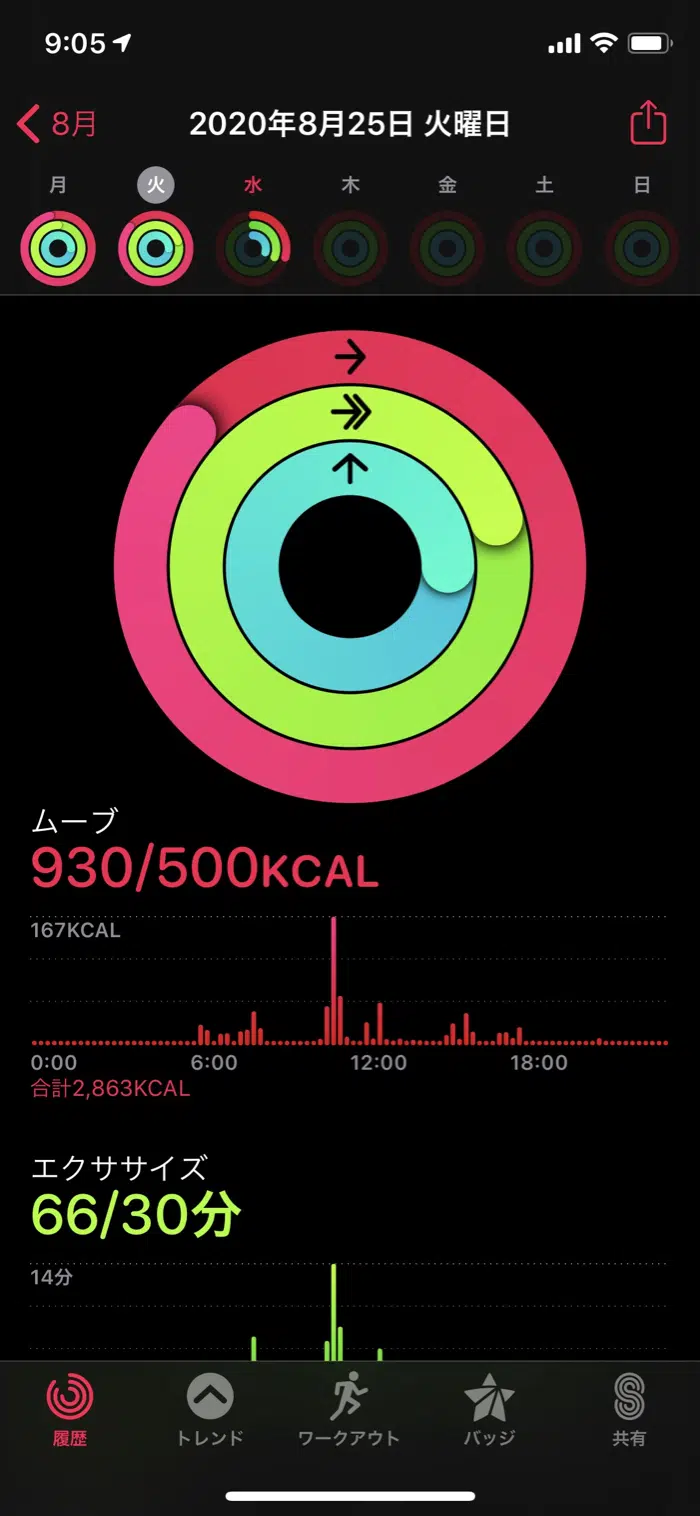 9:05
8月 2020年8月25日 火曜日
月 火 水 木 金 土 日
ムーブ
930/500KCAL
167KCAL
0:00 6:00 12:00 18:00
合計2,863KCAL
エクササイズ
66/30分
14分
履歴 トレンド ワークアウト バッジ 共有